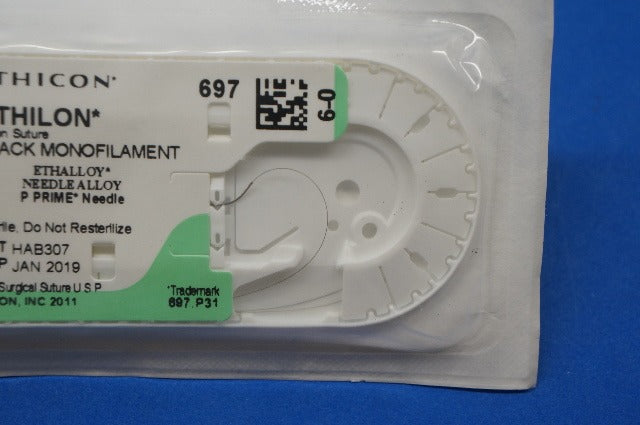 THICON*
697
6-0
THILON*
on Suture
ACK MONOFILAMENT
ETHALLOY*
NEEDLE ALLOY
P PRIME* Needle
rile, Do Not Resterilize
T HAB307
P JAN 2019
Surgical Suture U S P
ON, INC 2011
*Trademark
697.P31